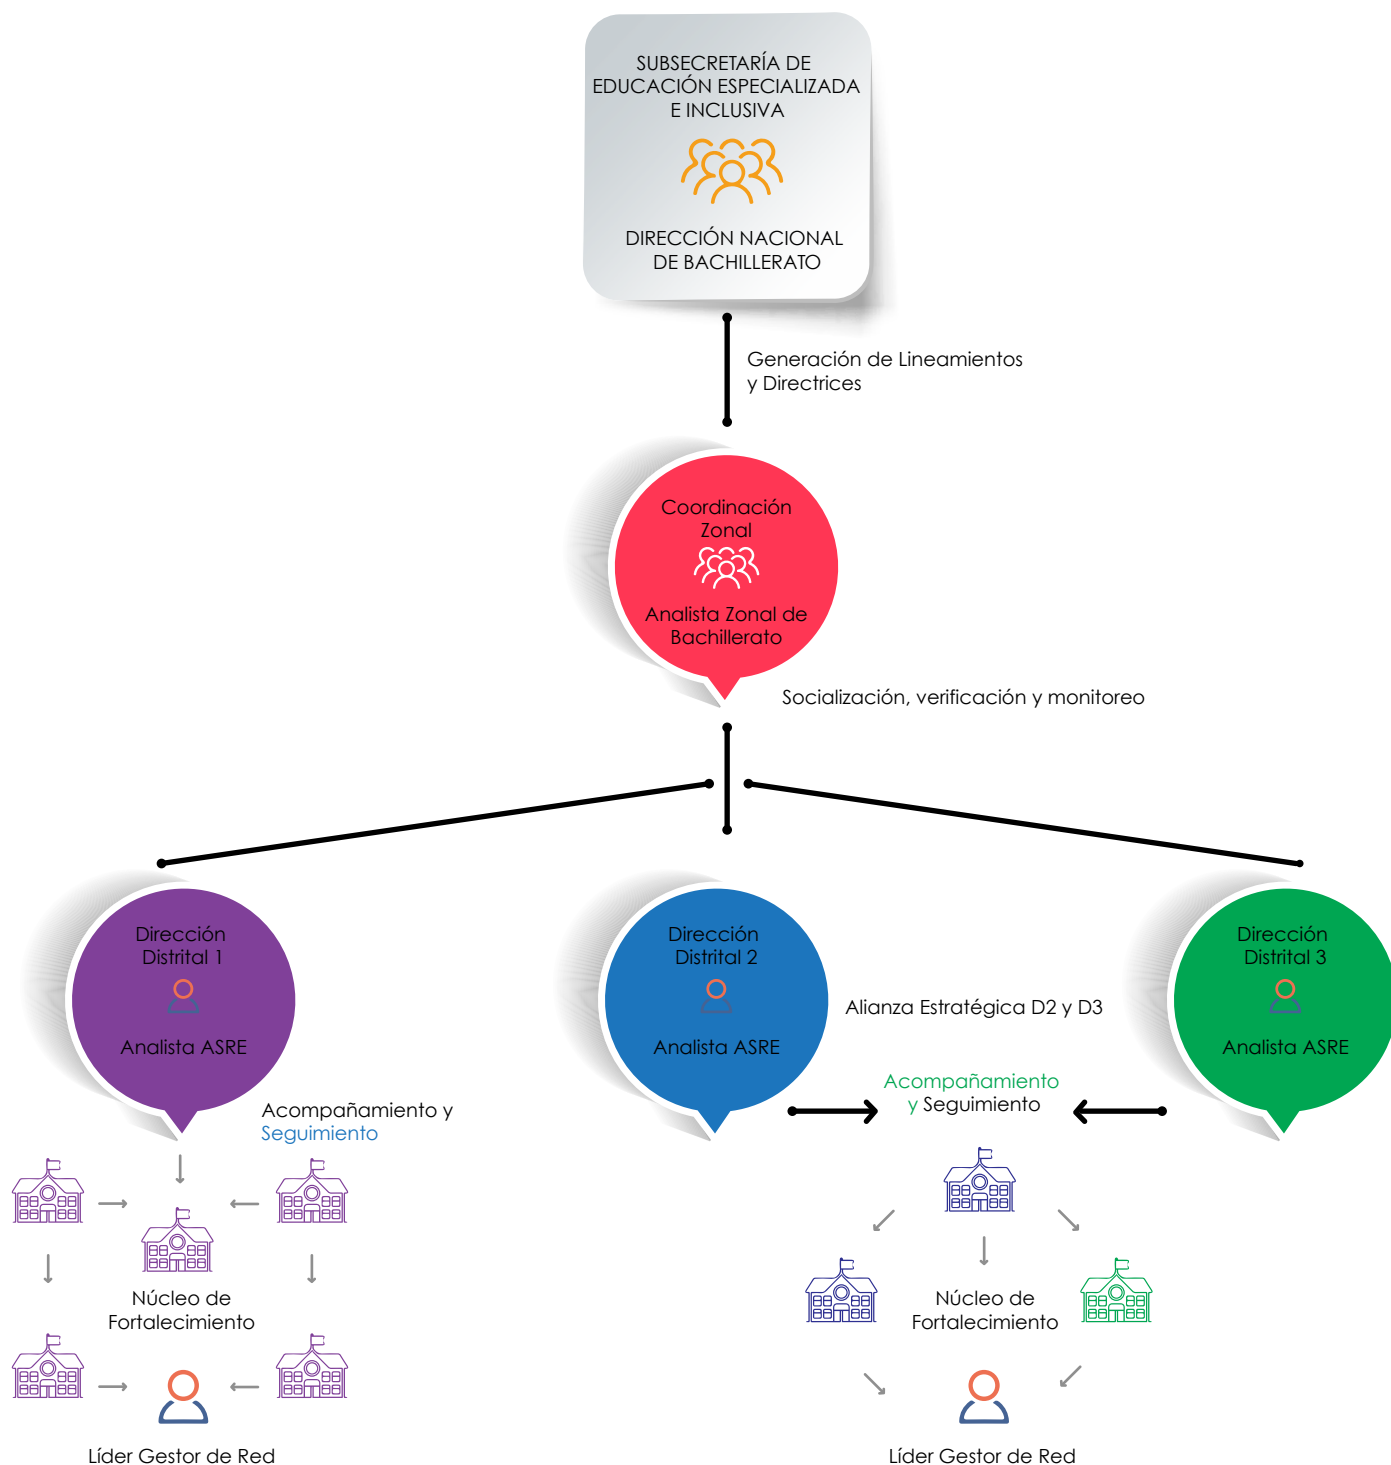 SUBSECRETARÍA DE
EDUCACIÓN ESPECIALIZADA
E INCLUSIVA
DIRECCIÓN NACIONAL
DE BACHILLERATO
Generación de Lineamientos
y Directrices
Coordinación
Zonal
Analista Zonal de
Bachillerato
Socialización, verificación y monitoreo
Dirección
Distrital 1
Analista ASRE
Dirección
Distrital 2
Analista ASRE
Alianza Estratégica D2 y D3
Dirección
Distrital 3
Analista ASRE
Acompañamiento y
Seguimiento
Acompañamiento
y Seguimiento
Núcleo de
Fortalecimiento
Líder Gestor de Red
Núcleo de
Fortalecimiento
Líder Gestor de Red